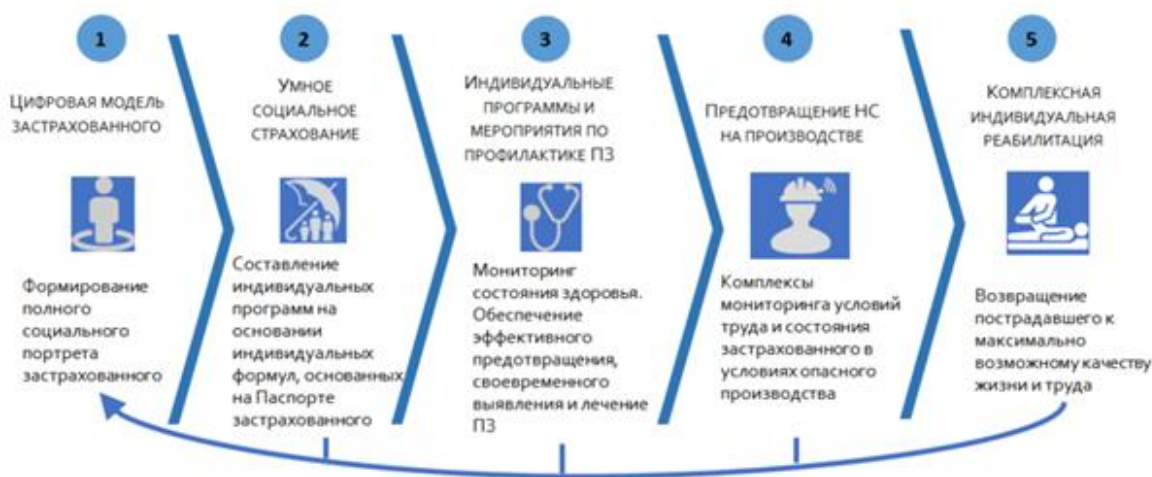 1
ЦИФРОВАЯ МОДЕЛЬ
ЗАСТРАХОВАННОГО
Формирование
полного
социального
портрета
застрахованного
2
УМНОЕ
СОЦИАЛЬНОЕ
СТРАХОВАНИЕ
Составление
индивидуальных
программ на
основании
индивидуальных
формул, основанных
на Паспорте
застрахованного
3
ИНДИВИДУАЛЬНЫЕ
ПРОГРАММЫ И
МЕРОПРИЯТИЯ ПО
ПРОФИЛАКТИКЕ ПЗ
Мониторинг
состояния здоровья.
Обеспечение
эффективного
предотвращения,
своевременного
выявления и лечение
ПЗ
4
ПРЕДОТВРАЩЕНИЕ НС
НА ПРОИЗВОДСТВЕ
Комплексы
мониторинга условий
труда и состояния
застрахованного в
условиях опасного
производства
5
КОМПЛЕКСНАЯ
ИНДИВИДУАЛЬНАЯ
РЕАБИЛИТАЦИЯ
Возвращение
пострадавшего к
максимально
возможному качеству
жизни и труда